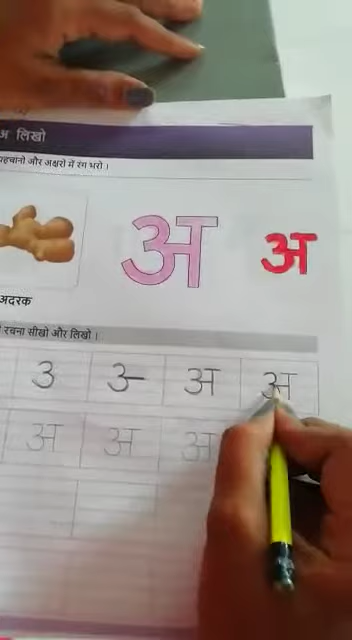 अ लिखो
पहचानो और अक्षरो में रंग भरो ।
अ अ
अदरक
रचना सीखो और लिखो ।
3 3- अ अ
अ अ अ